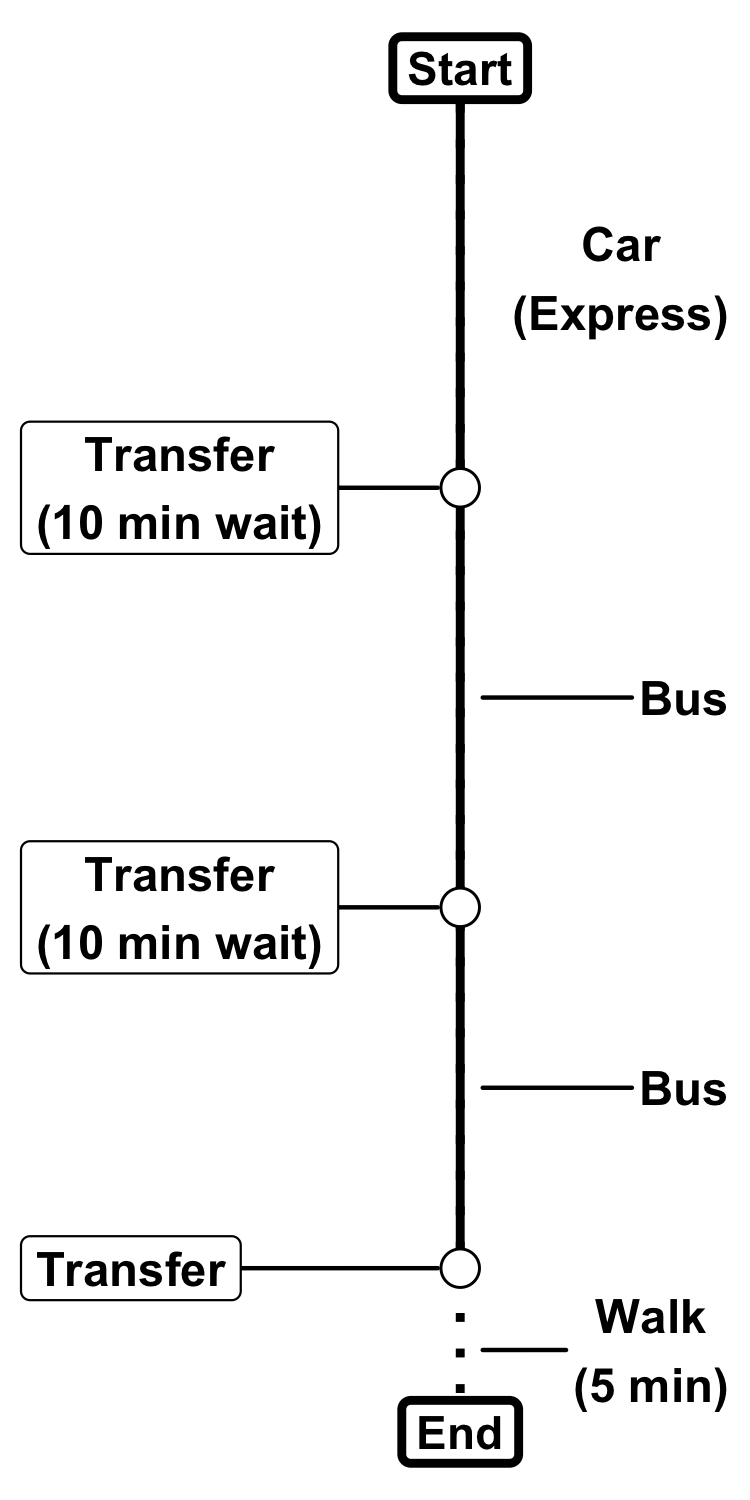 Start
Car
(Express)
Transfer
(10 min wait)
Bus
Transfer
(10 min wait)
Bus
Transfer
Walk
(5 min)
End